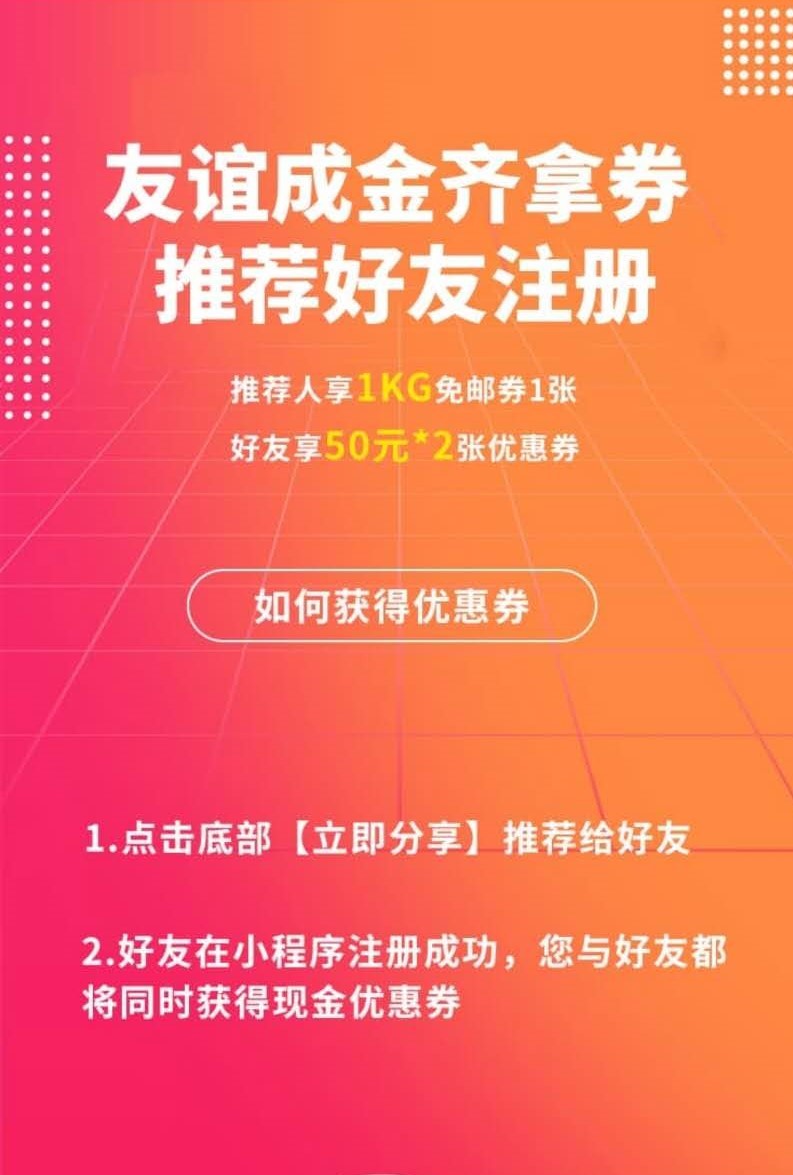 友谊成金齐拿券
推荐好友注册
推荐人享1KG免邮券1张
好友享50元*2张优惠券
如何获得优惠券
1.点击底部【立即分享】推荐给好友
2.好友在小程序注册成功，您与好友都
将同时获得现金优惠券